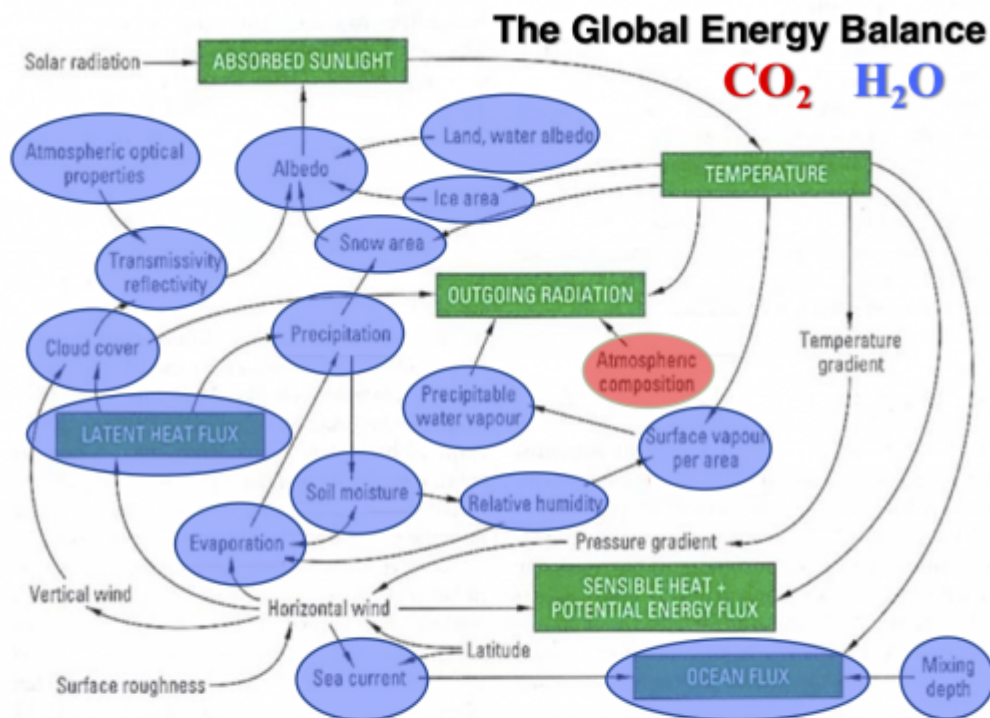 The Global Energy Balance
CO₂ H₂O
Solar radiation
ABSORBED SUNLIGHT
Atmospheric optical
properties
Albedo
Land, water albedo
TEMPERATURE
Ice area
Snow area
Transmissivity
reflectivity
OUTGOING RADIATION
Cloud cover
Precipitation
Temperature
gradient
Atmospheric
composition
Precipitable
water vapour
LATENT HEAT FLUX
Surface vapour
per area
Soil moisture
Relative humidity
Evaporation
Pressure gradient
SENSIBLE HEAT +
POTENTIAL ENERGY FLUX
Vertical wind
Horizontal wind
Latitude
Surface roughness
Sea current
OCEAN FLUX
Mixing
depth